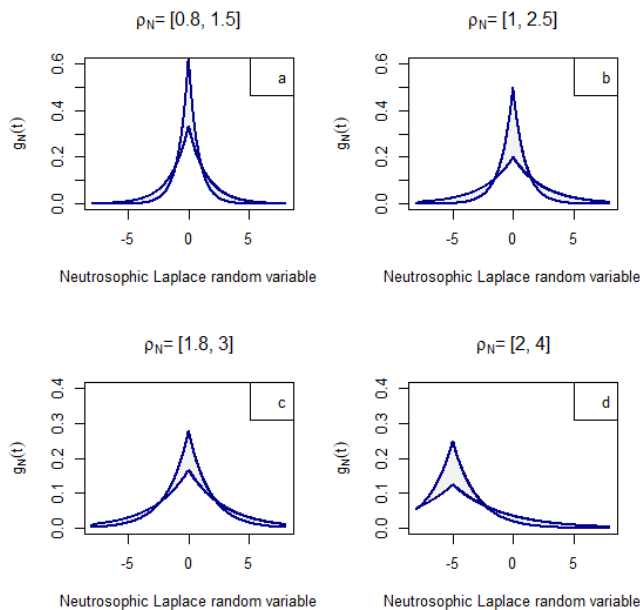 ρN= [0.8, 1.5]
a
0.6
0.4
0.2
0.0
gN(t)
-5 0 5
Neutrosophic Laplace random variable
ρN= [1, 2.5]
b
0.6
0.4
0.2
0.0
gN(t)
-5 0 5
Neutrosophic Laplace random variable
ρN= [1.8, 3]
c
0.4
0.3
0.2
0.1
0.0
gN(t)
-5 0 5
Neutrosophic Laplace random variable
ρN= [2, 4]
d
0.4
0.3
0.2
0.1
0.0
gN(t)
-5 0 5
Neutrosophic Laplace random variable